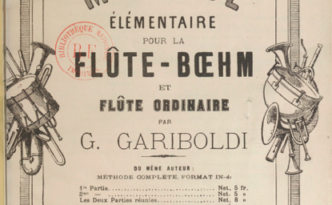 ÉLÉMENTAIRE
POUR LA
FLÛTE-BŒHM
ET
FLÛTE ORDINAIRE
PAR
G. GARIBOLDI
DU MÊME AUTEUR:
MÉTHODE COMPLÈTE, FORMAT IN-4:
1re Partie. Net. 5 fr.
2me » Net. 5 »
Les Deux Parties réunies. Net. 8 »